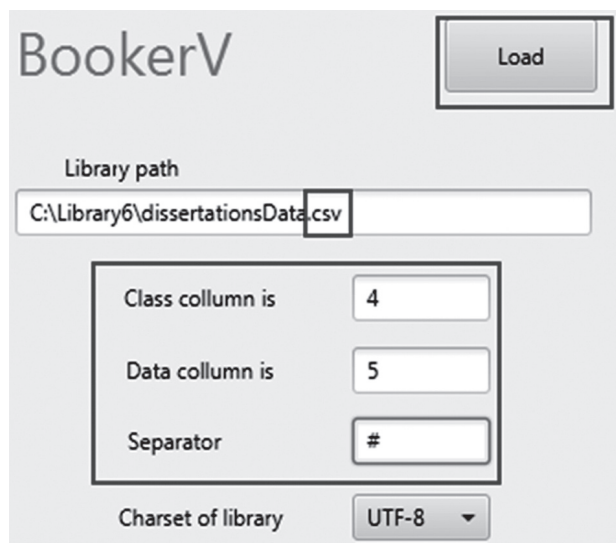 BookerV
Load
Library path
C:\Library6\dissertationsData.csv
Class collumn is 4
Data collumn is 5
Separator #
Charset of library UTF-8